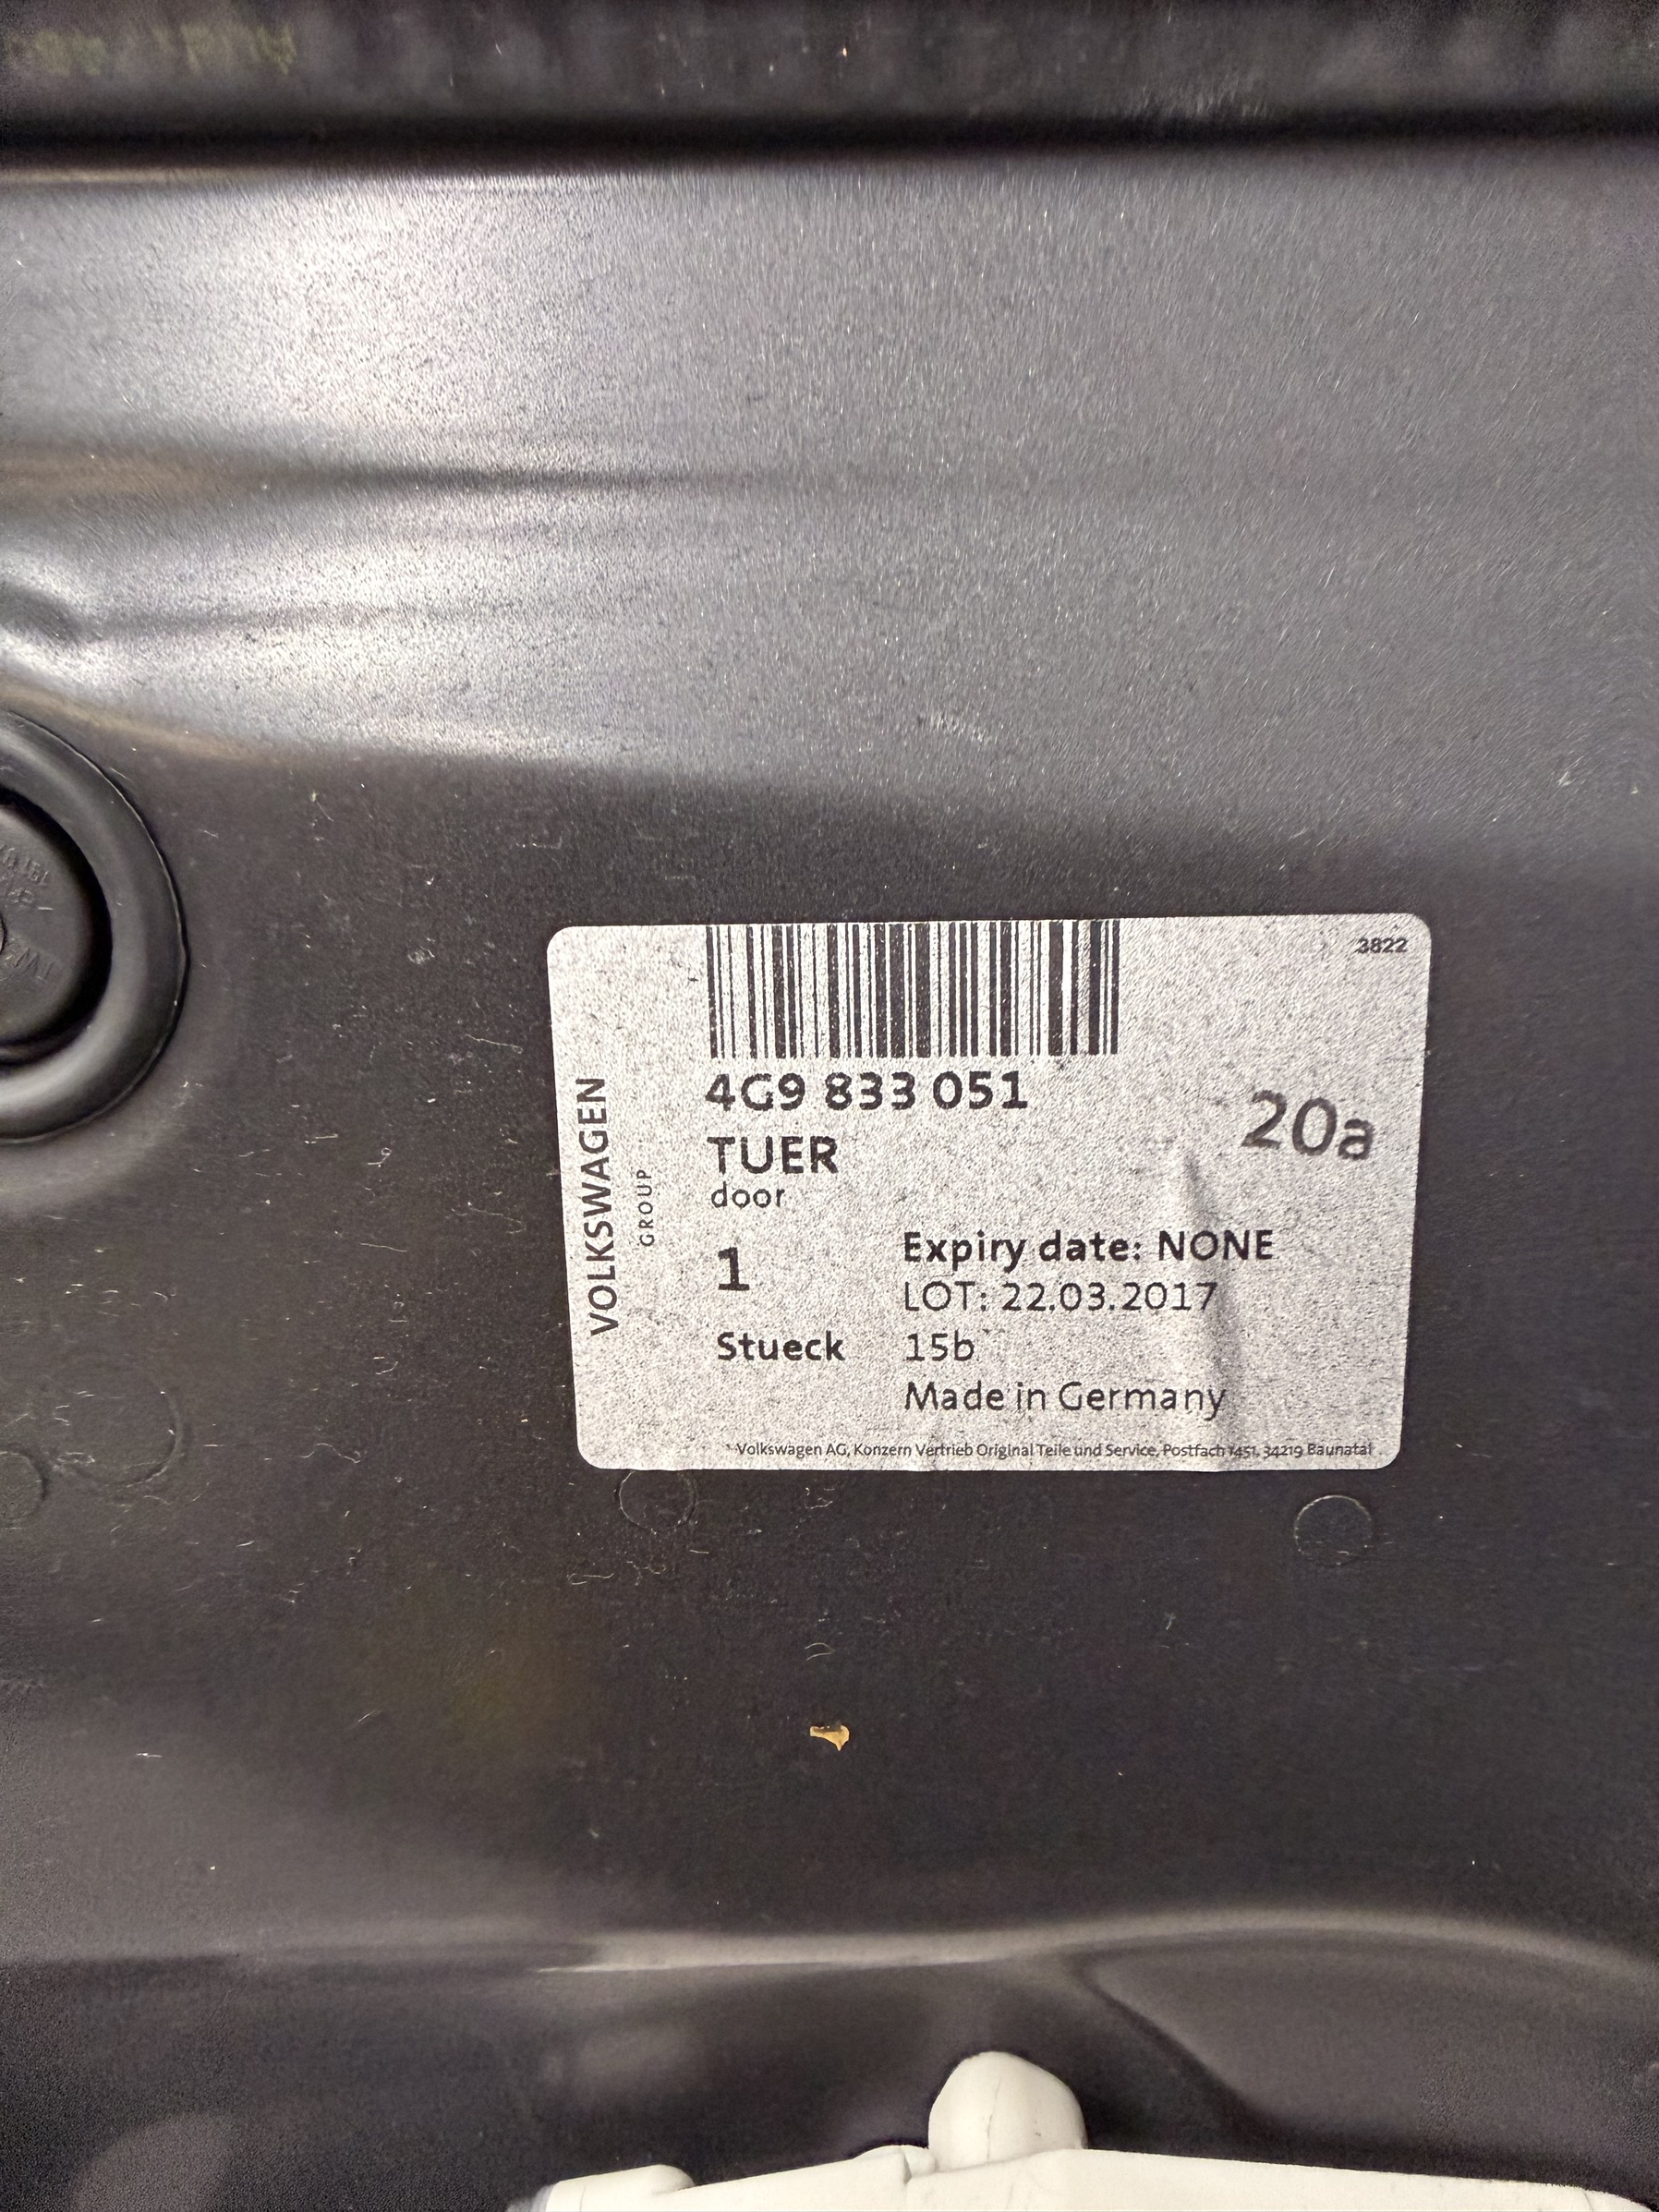 3822
VOLKSWAGEN
GROUP
4G9 833 051
20a
TUER
door
1
Expiry date: NONE
LOT: 22.03.2017
Stueck
15b
Made in Germany
Volkswagen AG, Konzern Vertrieb Original Teile und Service, Postfach 1451, 34219 Baunatal